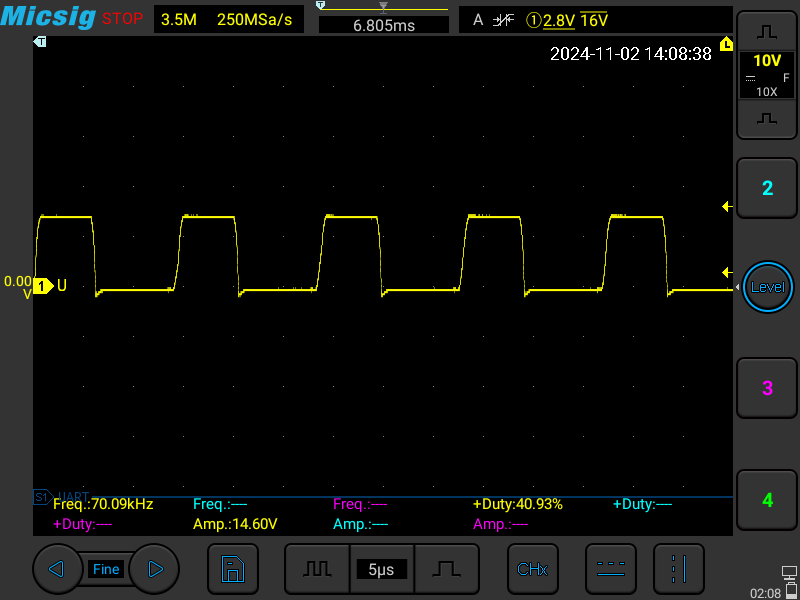 Micsig STOP 3.5M 250MSa/s T 6.805ms A ①2.8V 16V
T 2024-11-02 14:08:38 L
10V
F
10X
2
0.00 V 1 U Level
3
S1 UART
Freq.:70.09kHz Freq.:---- Freq.:---- +Duty:40.93% +Duty:----
+Duty:---- Amp.:14.60V Amp.:---- Amp.:----
4
Fine 5µs CHx
02:08